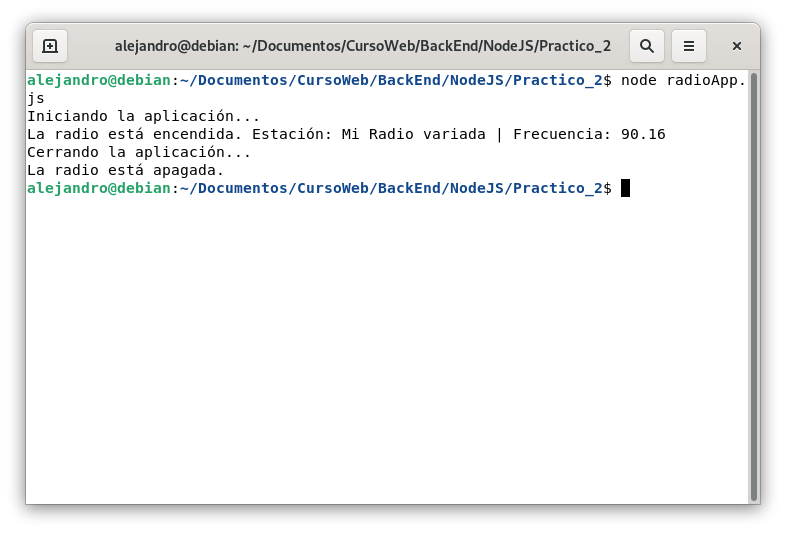 alejandro@debian: ~/Documentos/CursoWeb/BackEnd/NodeJS/Practico_2
alejandro@debian:~/Documentos/CursoWeb/BackEnd/NodeJS/Practico_2$ node radioApp.
js
Iniciando la aplicación...
La radio está encendida. Estación: Mi Radio variada | Frecuencia: 90.16
Cerrando la aplicación...
La radio está apagada.
alejandro@debian:~/Documentos/CursoWeb/BackEnd/NodeJS/Practico_2$